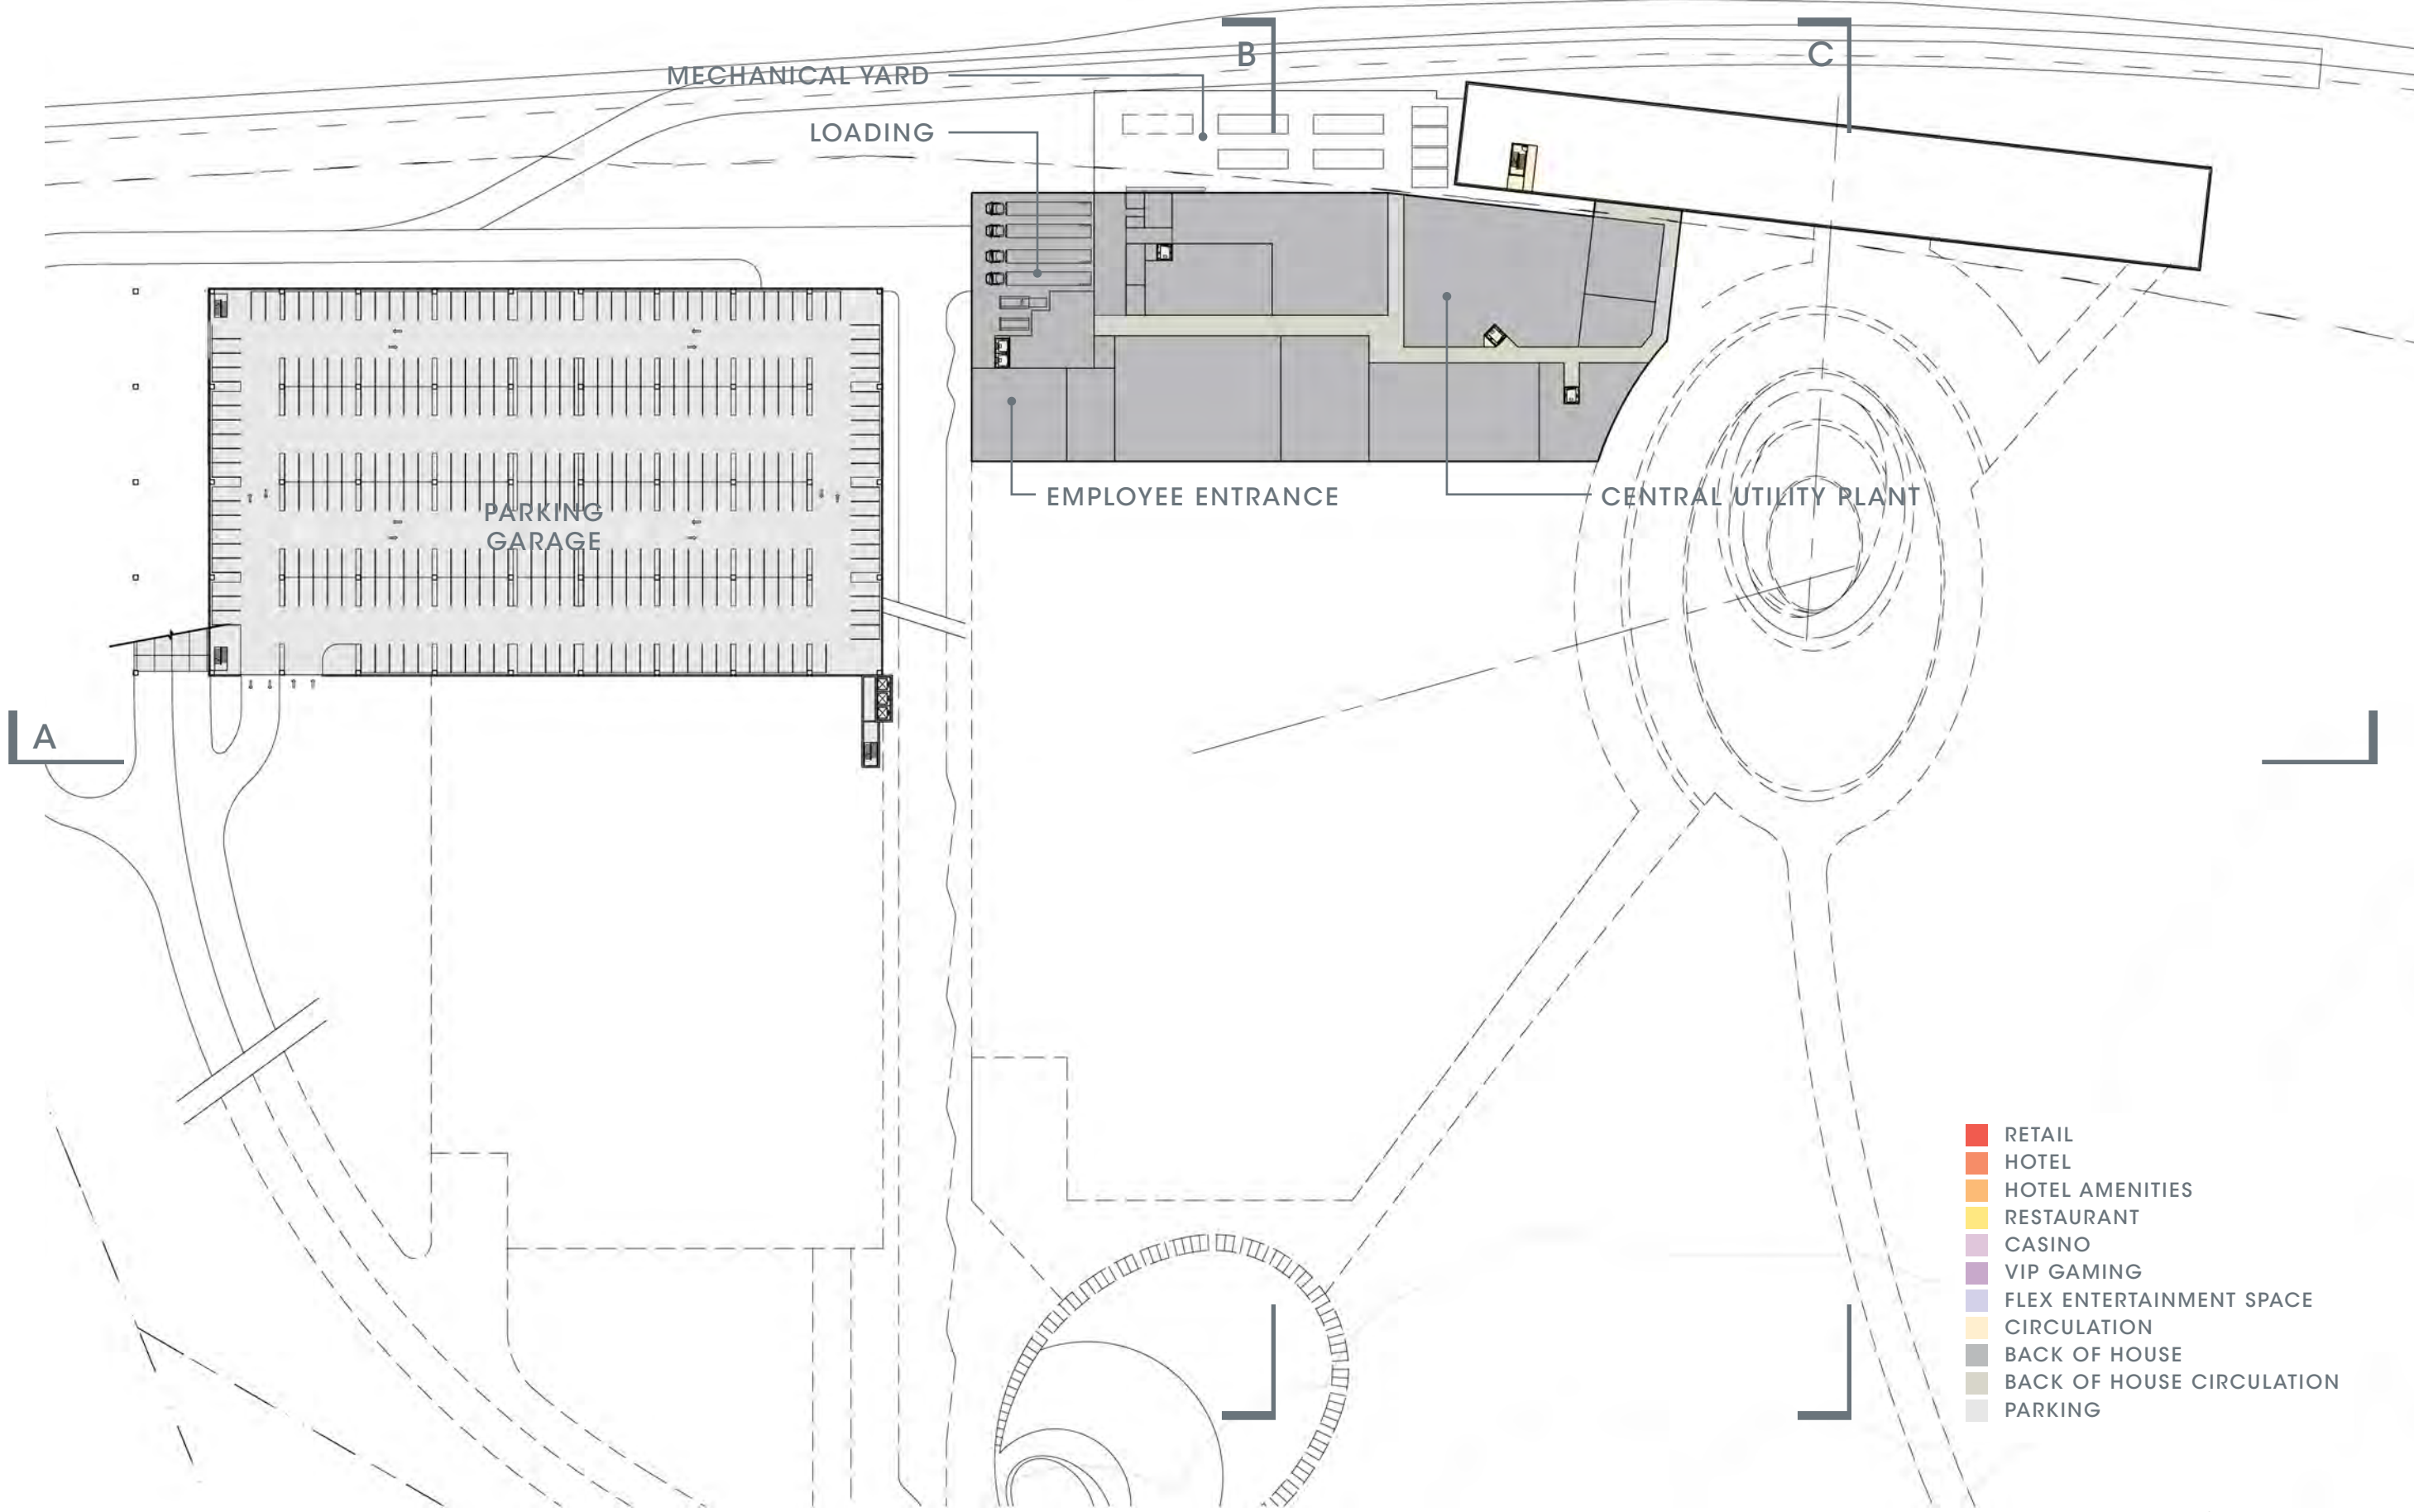 B
C
MECHANICAL YARD
LOADING
EMPLOYEE ENTRANCE
CENTRAL UTILITY PLANT
PARKING
GARAGE
A
RETAIL
HOTEL
HOTEL AMENITIES
RESTAURANT
CASINO
VIP GAMING
FLEX ENTERTAINMENT SPACE
CIRCULATION
BACK OF HOUSE
BACK OF HOUSE CIRCULATION
PARKING